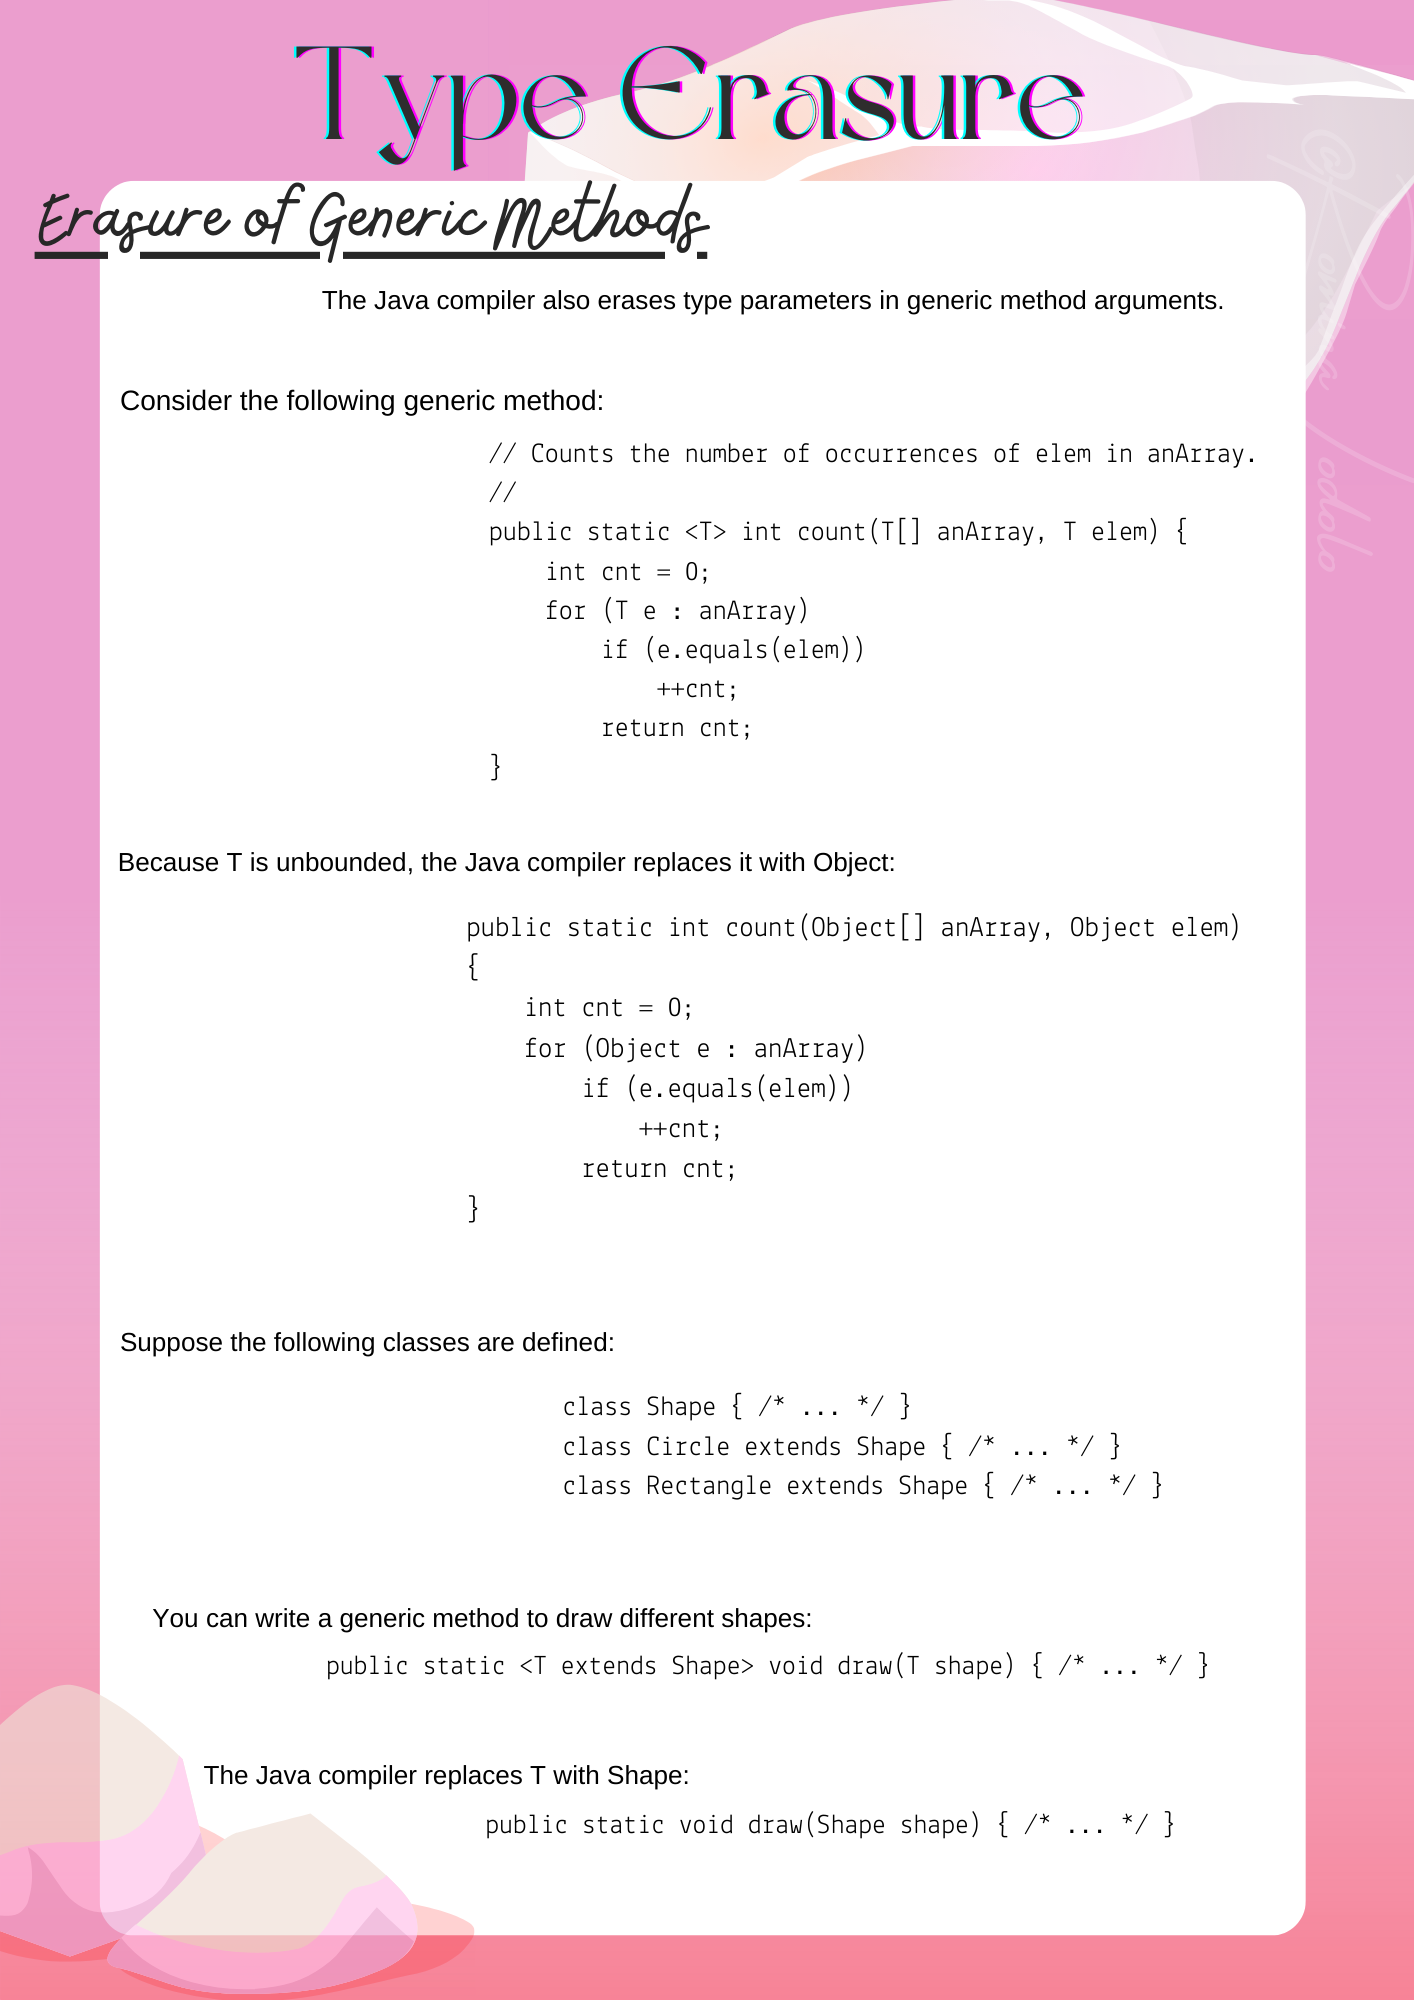 Type Erasure
Erasure of Generic Methods
The Java compiler also erases type parameters in generic method arguments.
Consider the following generic method:
// Counts the number of occurrences of elem in anArray.
//
public static <T> int count(T[] anArray, T elem) {
    int cnt = 0;
    for (T e : anArray)
        if (e.equals(elem))
            ++cnt;
        return cnt;
}
Because T is unbounded, the Java compiler replaces it with Object:
public static int count(Object[] anArray, Object elem)
{
    int cnt = 0;
    for (Object e : anArray)
        if (e.equals(elem))
            ++cnt;
        return cnt;
}
Suppose the following classes are defined:
class Shape { /* ... */ }
class Circle extends Shape { /* ... */ }
class Rectangle extends Shape { /* ... */ }
You can write a generic method to draw different shapes:
public static <T extends Shape> void draw(T shape) { /* ... */ }
The Java compiler replaces T with Shape:
public static void draw(Shape shape) { /* ... */ }